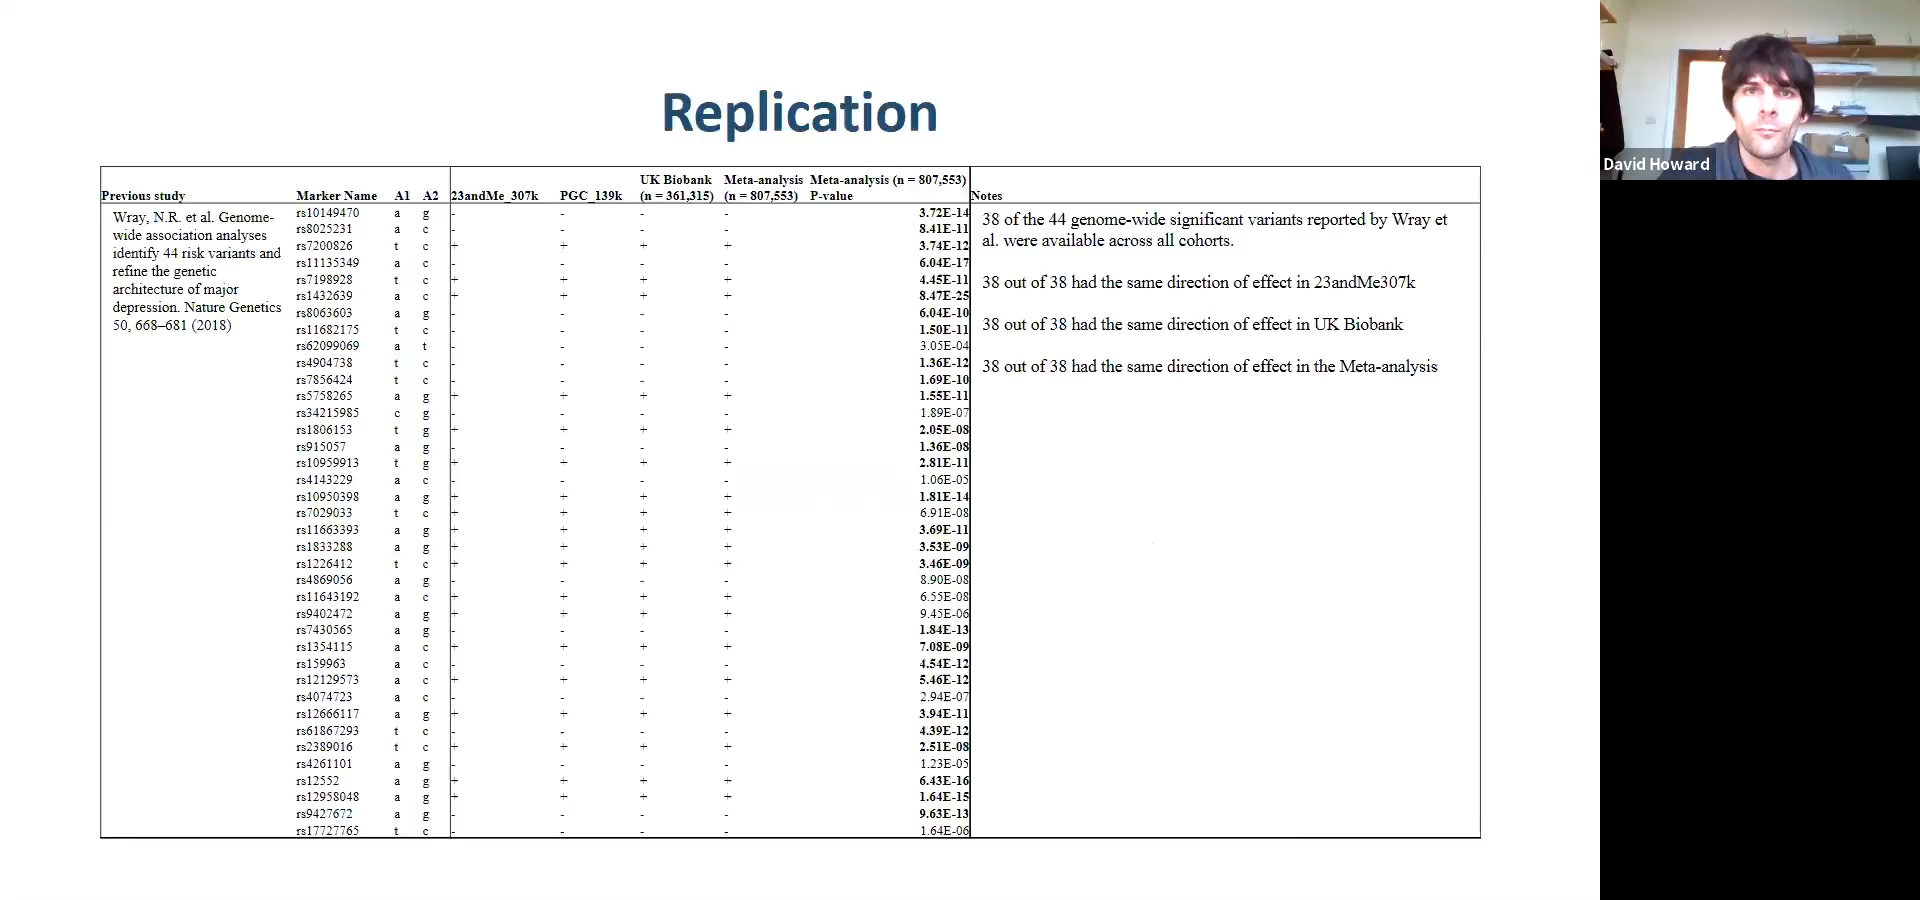 Replication
Previous study Marker Name A1 A2 23andMe_307k PGC_139k UK Biobank (n = 361,315) Meta-analysis (n = 807,553) Meta-analysis (n = 807,553) P-value Notes
Wray, N.R. et al. Genome-
wide association analyses
identify 44 risk variants and
refine the genetic
architecture of major
depression. Nature Genetics
50, 668–681 (2018)
rs10149470 a g - - - - 3.72E-14
rs8025231 a c - - - - 8.41E-11
rs7200826 t c + + + + 3.74E-12
rs11135349 a c - - - - 6.04E-17
rs7198928 t c + + + + 4.45E-11
rs1432639 a c + + + + 8.47E-25
rs8063603 a g - - - - 6.04E-10
rs11682175 t c - - - - 1.50E-11
rs62099069 a t - - - - 3.05E-04
rs4904738 t c - - - - 1.36E-12
rs7856424 t c - - - - 1.69E-10
rs5758265 a g + + + + 1.55E-11
rs34215985 c g - - - - 1.89E-07
rs1806153 t g + + + + 2.05E-08
rs915057 a g - - - - 1.36E-08
rs10959913 t g + + + + 2.81E-11
rs4143229 a c - - - - 1.06E-05
rs10950398 a g + + + + 1.81E-14
rs7029033 t c + + + + 6.91E-08
rs11663393 a g + + + + 3.69E-11
rs1833288 a g + + + + 3.53E-09
rs1226412 t c + + + + 3.46E-09
rs4869056 a g - - - - 8.90E-08
rs11643192 a c + + + + 6.55E-08
rs9402472 a g + + + + 9.45E-06
rs7430565 a g - - - - 1.84E-13
rs1354115 a c + + + + 7.08E-09
rs159963 a c - - - - 4.54E-12
rs12129573 a c + + + + 5.46E-12
rs4074723 a c - - - - 2.94E-07
rs12666117 a g + + + + 3.94E-11
rs61867293 t c - - - - 4.39E-12
rs2389016 t c + + + + 2.51E-08
rs4261101 a g - - - - 1.23E-05
rs12552 a g + + + + 6.43E-16
rs12958048 a g + + + + 1.64E-15
rs9427672 a g - - - - 9.63E-13
rs17727765 t c - - - - 1.64E-06
38 of the 44 genome-wide significant variants reported by Wray et
al. were available across all cohorts.
38 out of 38 had the same direction of effect in 23andMe307k
38 out of 38 had the same direction of effect in UK Biobank
38 out of 38 had the same direction of effect in the Meta-analysis
David Howard